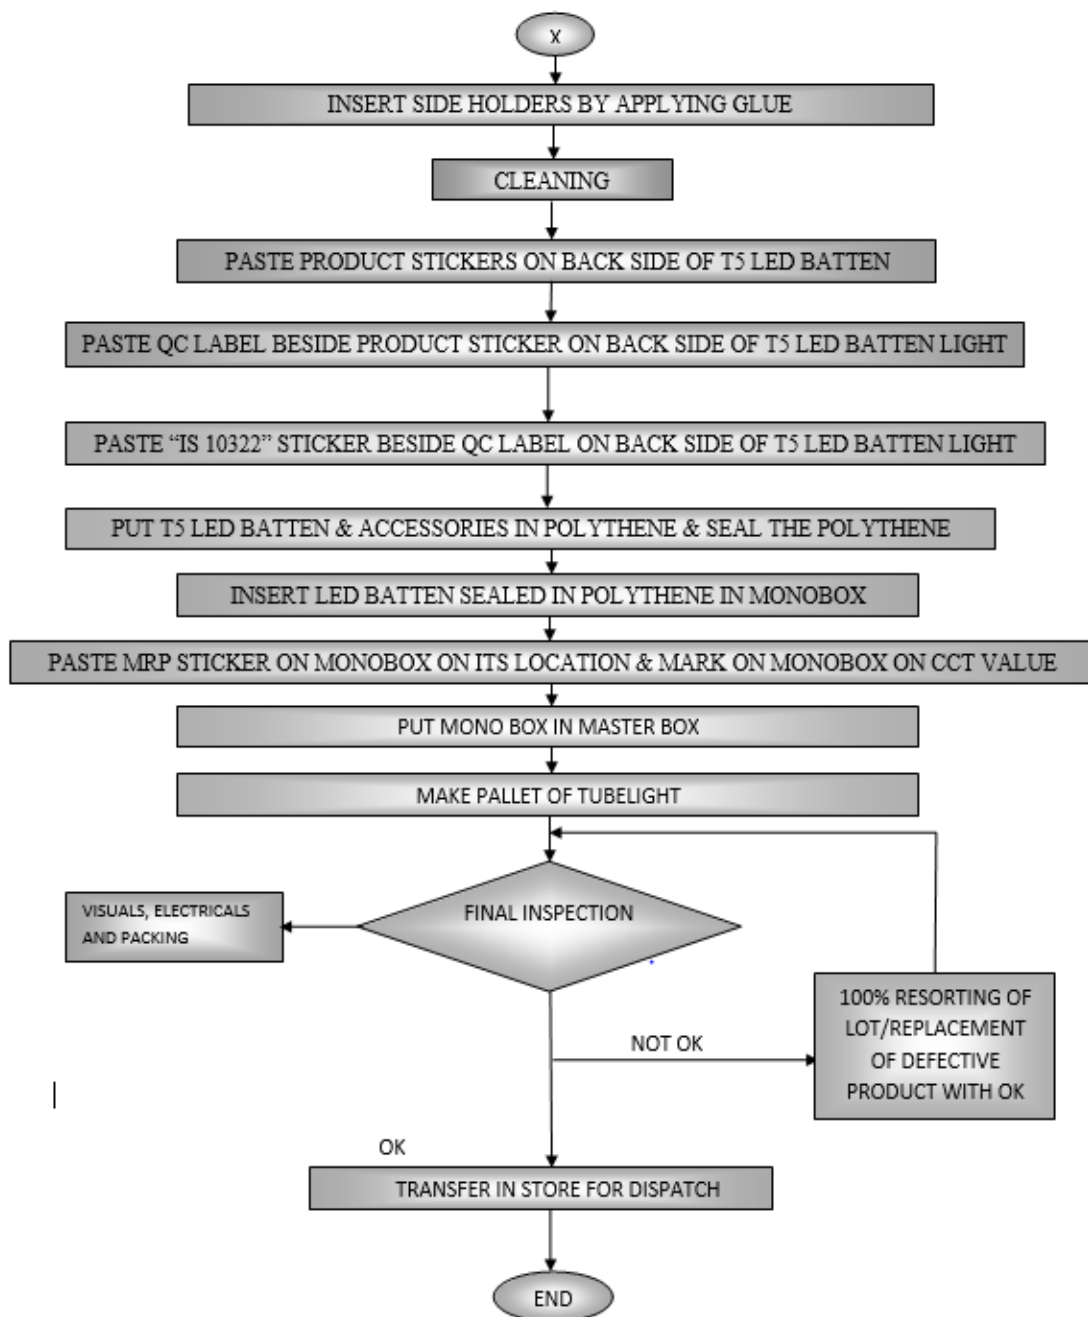 X
INSERT SIDE HOLDERS BY APPLYING GLUE
CLEANING
PASTE PRODUCT STICKERS ON BACK SIDE OF T5 LED BATTEN
PASTE QC LABEL BESIDE PRODUCT STICKER ON BACK SIDE OF T5 LED BATTEN LIGHT
PASTE “IS 10322” STICKER BESIDE QC LABEL ON BACK SIDE OF T5 LED BATTEN LIGHT
PUT T5 LED BATTEN & ACCESSORIES IN POLYTHENE & SEAL THE POLYTHENE
INSERT LED BATTEN SEALED IN POLYTHENE IN MONOBOX
PASTE MRP STICKER ON MONOBOX ON ITS LOCATION & MARK ON MONOBOX ON CCT VALUE
PUT MONO BOX IN MASTER BOX
MAKE PALLET OF TUBELIGHT
FINAL INSPECTION
VISUALS, ELECTRICALS
AND PACKING
100% RESORTING OF
LOT/REPLACEMENT
OF DEFECTIVE
PRODUCT WITH OK
NOT OK
OK
TRANSFER IN STORE FOR DISPATCH
END